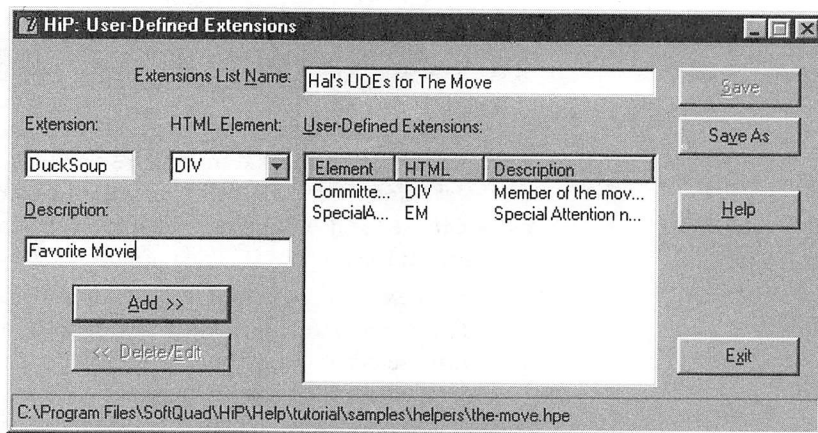 HiP: User-Defined Extensions
Extensions List Name: Hal's UDEs for The Move
Save
Extension: HTML Element: User-Defined Extensions:
Save As
DuckSoup DIV
Element HTML Description
Committe... DIV Member of the mov...
SpecialA... EM Special Attention n...
Description:
Help
Favorite Movie
Add >>
<< Delete/Edit
Exit
C:\Program Files\SoftQuad\HiP\Help\tutorial\samples\helpers\the-move.hpe